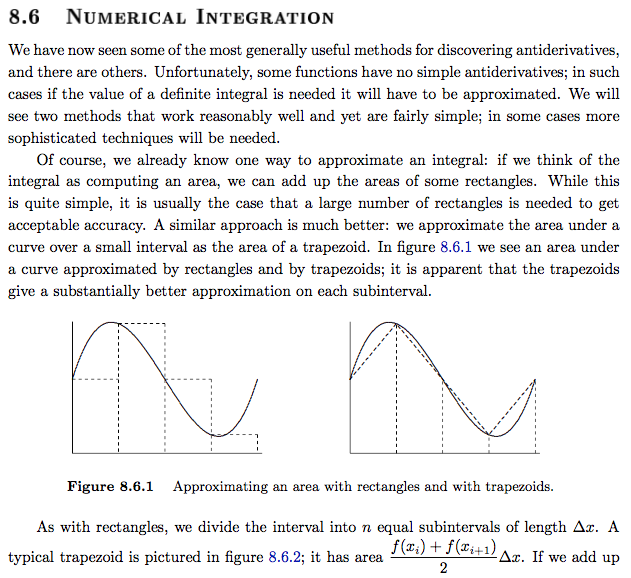 8.6 Numerical Integration
We have now seen some of the most generally useful methods for discovering antiderivatives,
and there are others. Unfortunately, some functions have no simple antiderivatives; in such
cases if the value of a definite integral is needed it will have to be approximated. We will
see two methods that work reasonably well and yet are fairly simple; in some cases more
sophisticated techniques will be needed.
Of course, we already know one way to approximate an integral: if we think of the
integral as computing an area, we can add up the areas of some rectangles. While this
is quite simple, it is usually the case that a large number of rectangles is needed to get
acceptable accuracy. A similar approach is much better: we approximate the area under a
curve over a small interval as the area of a trapezoid. In figure 8.6.1 we see an area under
a curve approximated by rectangles and by trapezoids; it is apparent that the trapezoids
give a substantially better approximation on each subinterval.
Figure 8.6.1 Approximating an area with rectangles and with trapezoids.
As with rectangles, we divide the interval into n equal subintervals of length Δx. A
typical trapezoid is pictured in figure 8.6.2; it has area \frac{f(x_i) + f(x_{i+1})}{2} Δx. If we add up